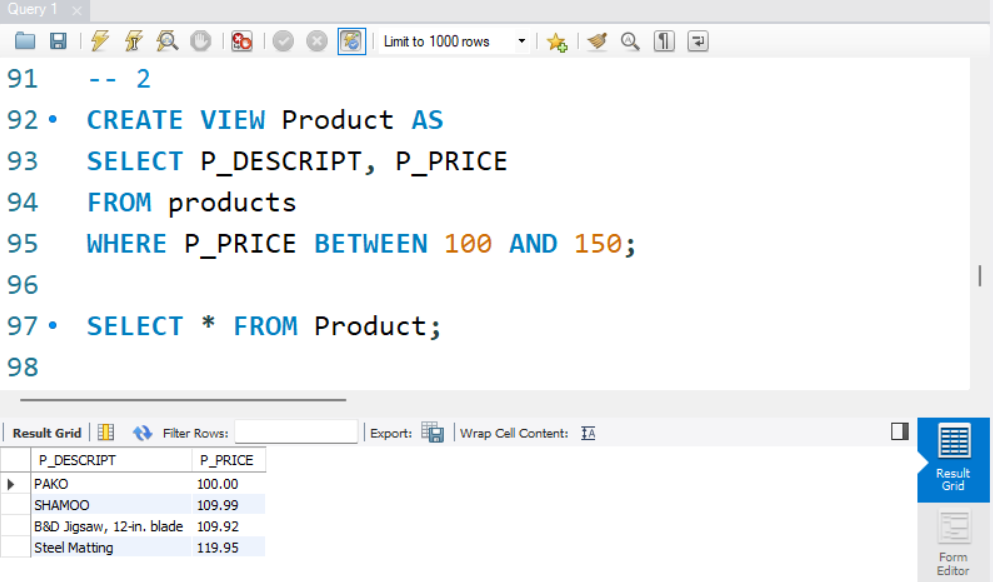 Query 1
Limit to 1000 rows
91 -- 2
92 CREATE VIEW Product AS
93 SELECT P_DESCRIPT, P_PRICE
94 FROM products
95 WHERE P_PRICE BETWEEN 100 AND 150;
96
97 SELECT * FROM Product;
98
Result Grid Filter Rows: Export: Wrap Cell Content: IA
P_DESCRIPT P_PRICE
PAKO 100.00
SHAMOO 109.99
B&D Jigsaw, 12-in. blade 109.92
Steel Matting 119.95
Result
Grid
Form
Editor